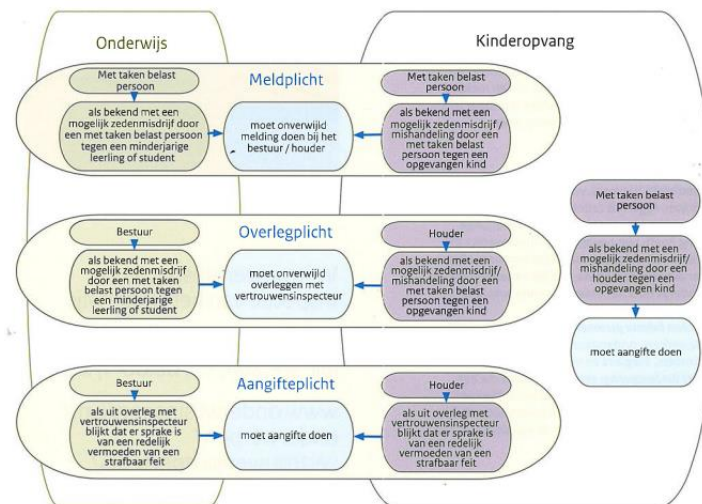 Onderwijs
Kinderopvang
Meldplicht
Met taken belast
persoon
als bekend met een
mogelijk zedenmisdrijf door
een met taken belast persoon
tegen een minderjarige
leerling of student
moet onverwijld
melding doen bij het
bestuur / houder
Met taken belast
persoon
als bekend met een
mogelijk zedenmisdrijf /
mishandeling door een
met taken belast
persoon tegen een
opgevangen kind
Overlegplicht
Bestuur
als bekend met een
mogelijk zedenmisdrijf
door een met taken
belast persoon tegen
een minderjarige
leerling of student
moet onverwijld
overleggen met
vertrouwensinspecteur
Houder
als bekend met een
mogelijk zedenmisdrijf/
mishandeling door een
met taken belast
persoon tegen een
opgevangen kind
Aangifteplicht
Bestuur
als uit overleg met
vertrouwensinspecteur
blijkt dat er sprake is
van een redelijk
vermoeden van een
strafbaar feit
moet aangifte doen
Houder
als uit overleg met
vertrouwensinspecteur
blijkt dat er sprake is
van een redelijk
vermoeden van een
strafbaar feit
Met taken belast
persoon
als bekend met een
mogelijk zedenmisdrijf/
mishandeling door een
houder tegen een
opgevangen kind
moet aangifte doen